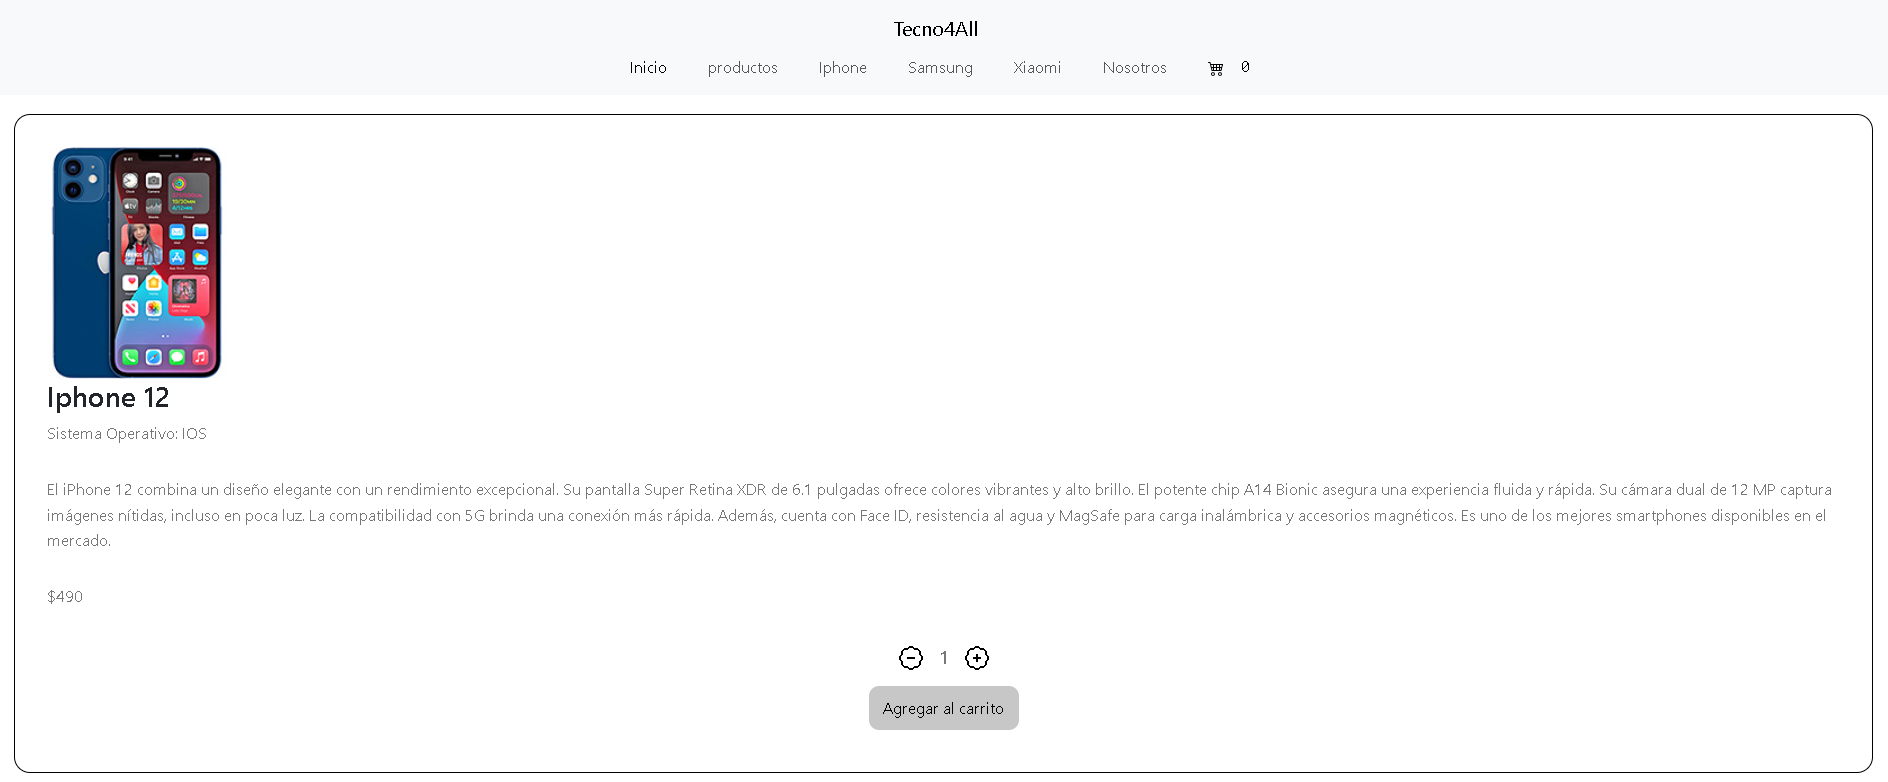 Tecno4All
Inicio productos Iphone Samsung Xiaomi Nosotros 0
Iphone 12
Sistema Operativo: IOS
El iPhone 12 combina un diseño elegante con un rendimiento excepcional. Su pantalla Super Retina XDR de 6.1 pulgadas ofrece colores vibrantes y alto brillo. El potente chip A14 Bionic asegura una experiencia fluida y rápida. Su cámara dual de 12 MP captura
imágenes nítidas, incluso en poca luz. La compatibilidad con 5G brinda una conexión más rápida. Además, cuenta con Face ID, resistencia al agua y MagSafe para carga inalámbrica y accesorios magnéticos. Es uno de los mejores smartphones disponibles en el
mercado.
$490
1
Agregar al carrito